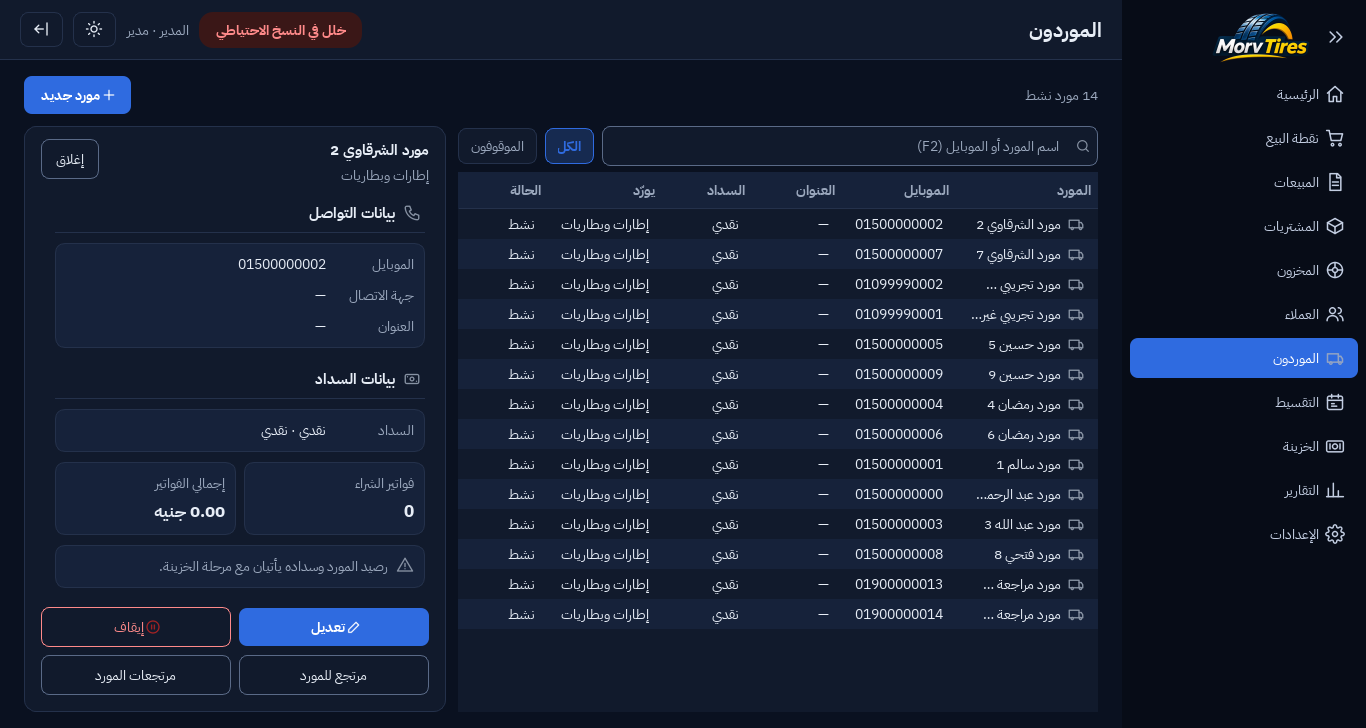 MorvTires
الرئيسية
نقطة البيع
المبيعات
المشتريات
المخزون
العملاء
الموردون
التقسيط
الخزينة
التقارير
الإعدادات
الموردون
خلل في النسخ الاحتياطي
المدير · مدير
14 مورد نشط
مورد جديد
اسم المورد أو الموبايل (F2)
الكل
الموقوفون
المورد الموبايل العنوان السداد يورّد الحالة
مورد الشرقاوي 2 01500000002 — نقدي إطارات وبطاريات نشط
مورد الشرقاوي 7 01500000007 — نقدي إطارات وبطاريات نشط
مورد تجريبي ... 01099990002 — نقدي إطارات وبطاريات نشط
مورد تجريبي غير... 01099990001 — نقدي إطارات وبطاريات نشط
مورد حسين 5 01500000005 — نقدي إطارات وبطاريات نشط
مورد حسين 9 01500000009 — نقدي إطارات وبطاريات نشط
مورد رمضان 4 01500000004 — نقدي إطارات وبطاريات نشط
مورد رمضان 6 01500000006 — نقدي إطارات وبطاريات نشط
مورد سالم 1 01500000001 — نقدي إطارات وبطاريات نشط
مورد عبد الرحمـ... 01500000000 — نقدي إطارات وبطاريات نشط
مورد عبد الله 3 01500000003 — نقدي إطارات وبطاريات نشط
مورد فتحي 8 01500000008 — نقدي إطارات وبطاريات نشط
مورد مراجعة ... 01900000013 — نقدي إطارات وبطاريات نشط
مورد مراجعة ... 01900000014 — نقدي إطارات وبطاريات نشط
مورد الشرقاوي 2
إغلاق
إطارات وبطاريات
بيانات التواصل
الموبايل 01500000002
جهة الاتصال —
العنوان —
بيانات السداد
السداد نقدي · نقدي
فواتير الشراء
0
إجمالي الفواتير
0.00 جنيه
رصيد المورد وسداده يأتيان مع مرحلة الخزينة.
تعديل
إيقاف
مرتجع للمورد
مرتجعات المورد